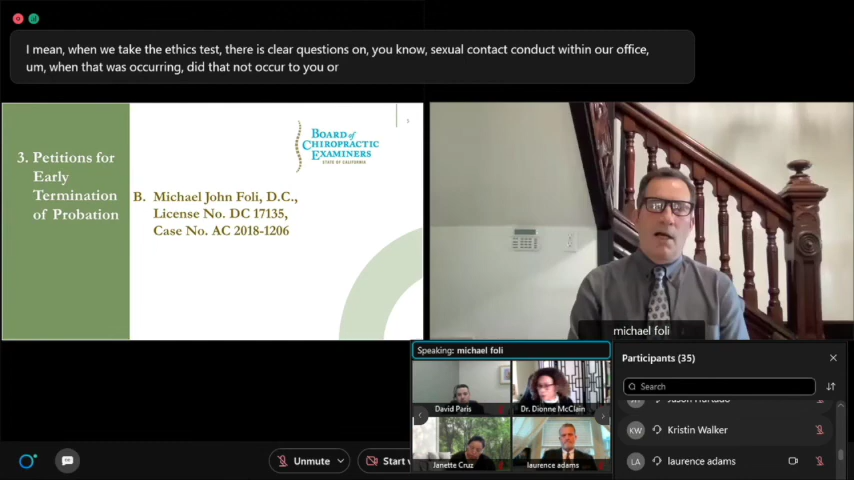 I mean, when we take the ethics test, there is clear questions on, you know, sexual contact conduct within our office,
um, when that was occurring, did that not occur to you or
3. Petitions for
Early
Termination
of Probation
BOARD of
CHIROPRACTIC
EXAMINERS
STATE OF CALIFORNIA
B. Michael John Foli, D.C.,
License No. DC 17135,
Case No. AC 2018-1206
michael foli
Speaking: michael foli
David Paris
Dr. Dionne McClain
Janette Cruz
laurence adams
Participants (35)
Search
KW Kristin Walker
LA laurence adams
Unmute
Start